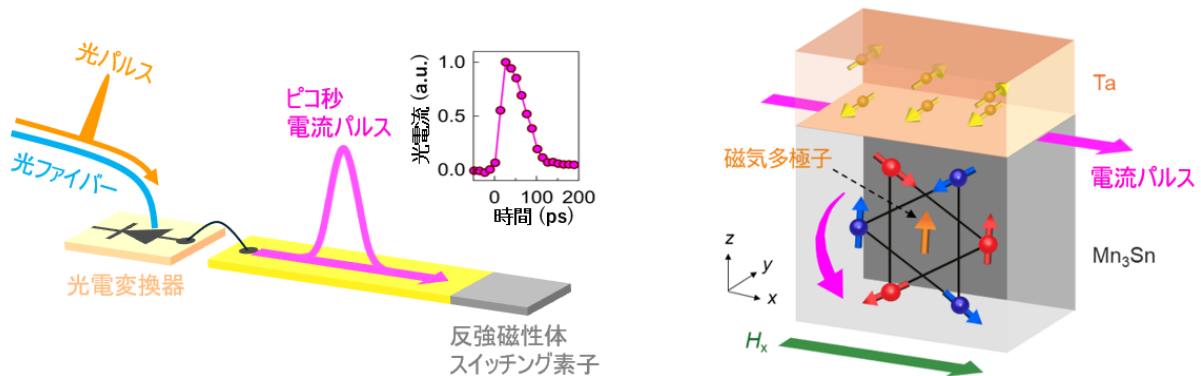 光パルス
光ファイバー
光電変換器
ピコ秒
電流パルス
反強磁性体
スイッチング素子
光電流 (a.u.)
1.0
0.5
0.0
0 100 200
時間 (ps)
Ta
電流パルス
磁気多極子
Mn₃Sn
z
y
x
Hₓ